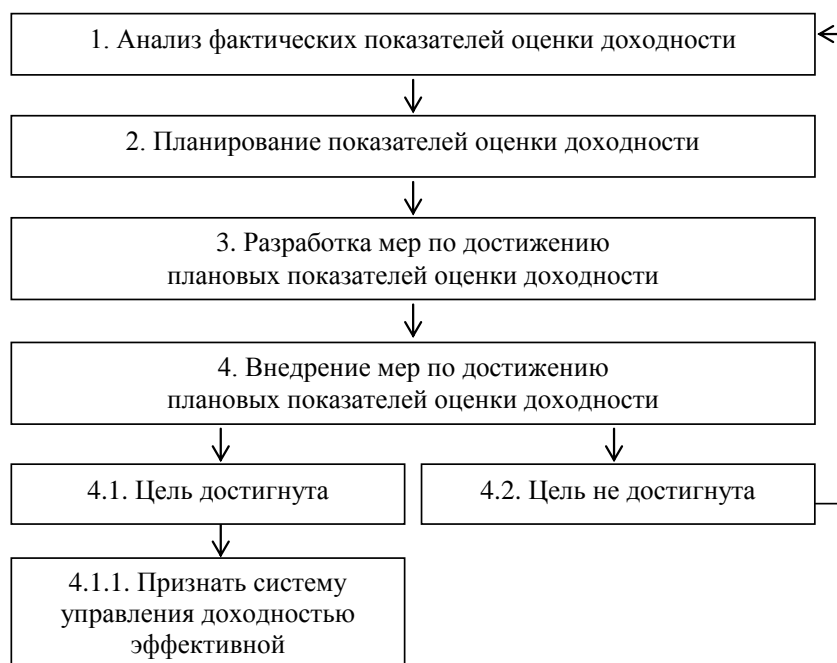 1. Анализ фактических показателей оценки доходности
2. Планирование показателей оценки доходности
3. Разработка мер по достижению
плановых показателей оценки доходности
4. Внедрение мер по достижению
плановых показателей оценки доходности
4.1. Цель достигнута
4.2. Цель не достигнута
4.1.1. Признать систему
управления доходностью
эффективной